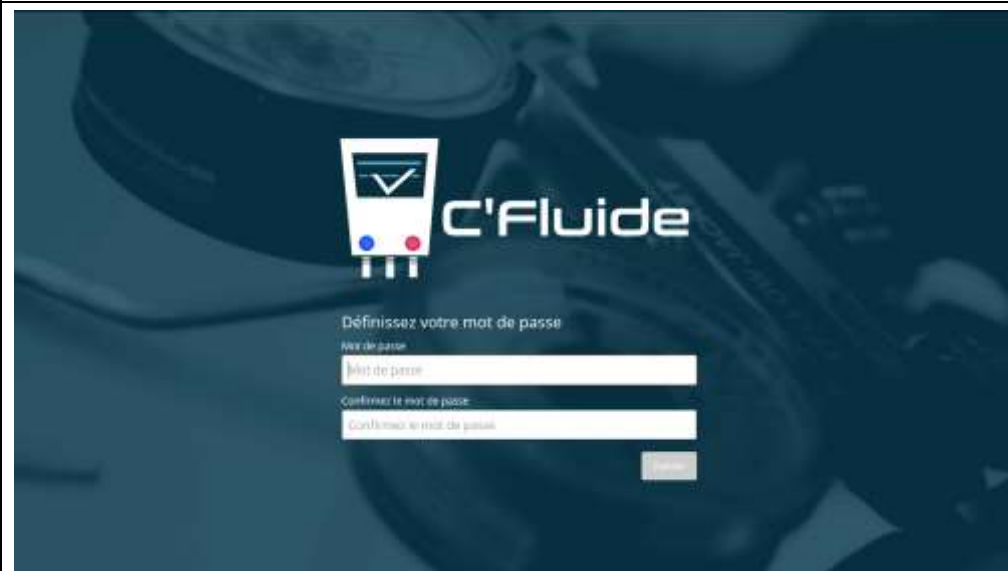 C'Fluide
Définissez votre mot de passe
Mot de passe
Mot de passe
Confirmez le mot de passe
Confirmez le mot de passe